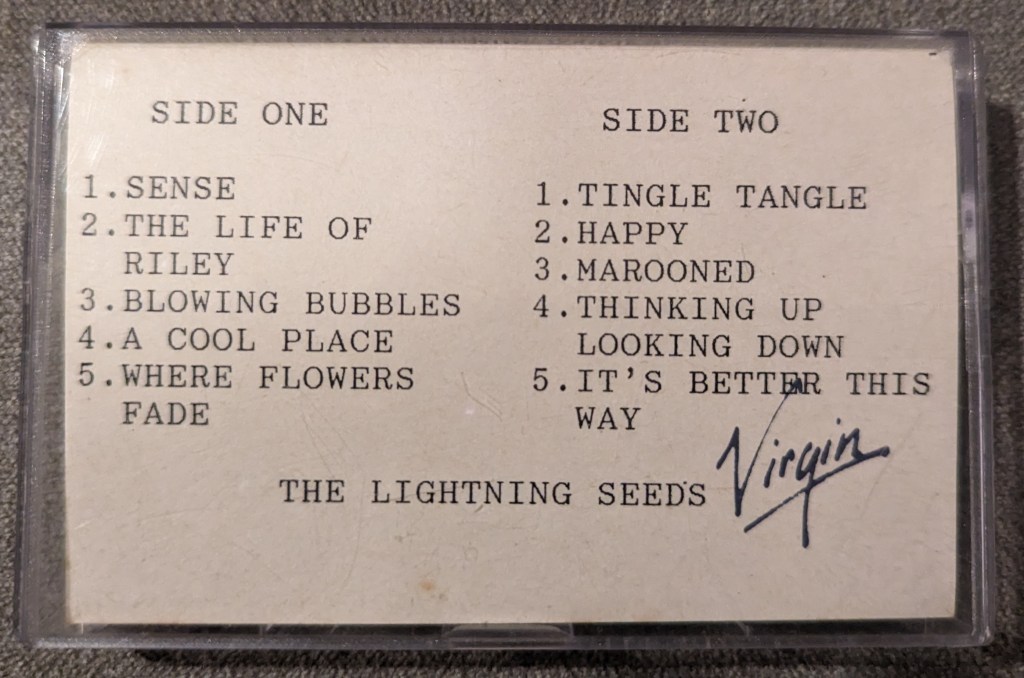 SIDE ONE
1.SENSE
2.THE LIFE OF
RILEY
3.BLOWING BUBBLES
4.A COOL PLACE
5.WHERE FLOWERS
FADE
SIDE TWO
1.TINGLE TANGLE
2.HAPPY
3.MAROONED
4.THINKING UP
LOOKING DOWN
5.IT'S BETTER THIS
WAY
THE LIGHTNING SEEDS
Virgin